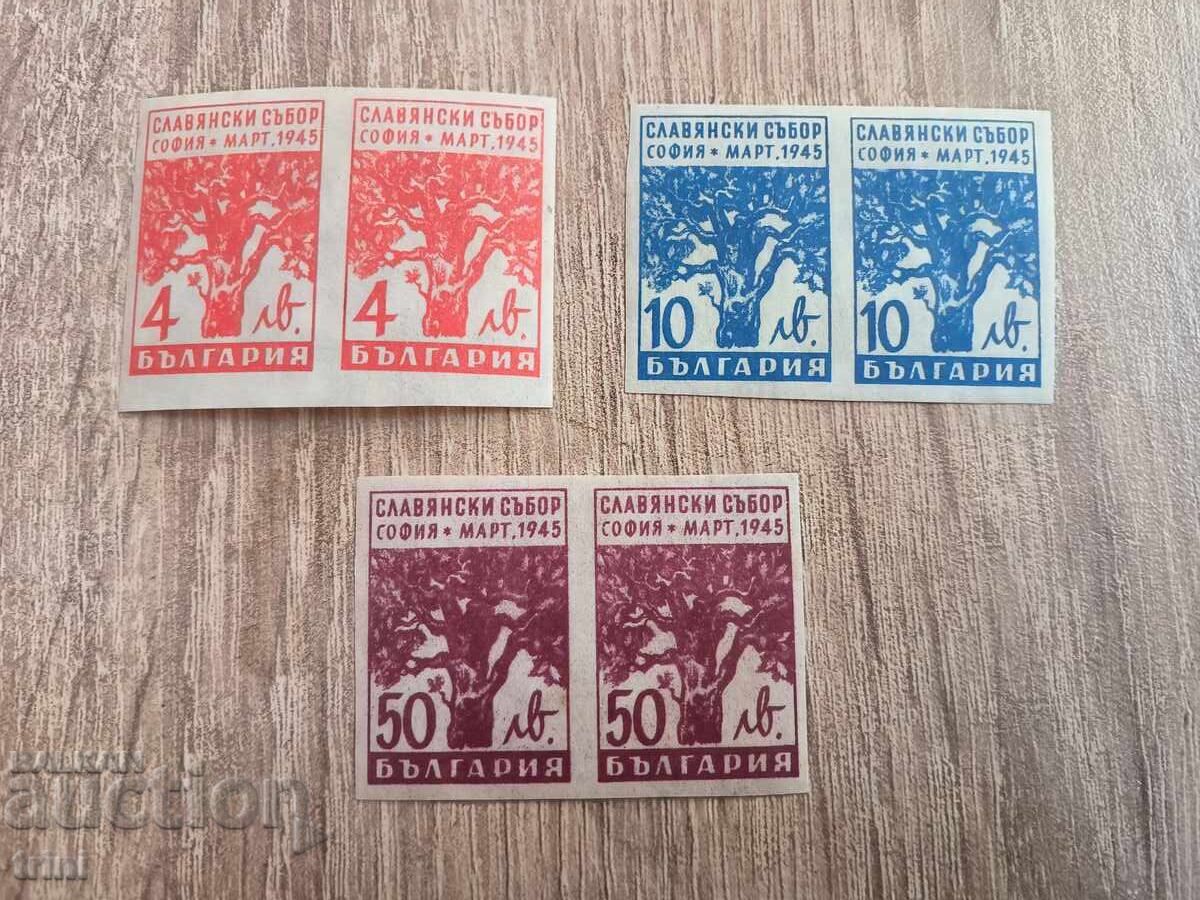 СЛАВЯНСКИ СЪБОР
СОФИЯ * МАРТ, 1945
4 лв.
БЪЛГАРИЯ
СЛАВЯНСКИ СЪБОР
СОФИЯ * МАРТ, 1945
4 лв.
БЪЛГАРИЯ
СЛАВЯНСКИ СЪБОР
СОФИЯ * МАРТ, 1945
10 лв.
БЪЛГАРИЯ
СЛАВЯНСКИ СЪБОР
СОФИЯ * МАРТ, 1945
10 лв.
БЪЛГАРИЯ
СЛАВЯНСКИ СЪБОР
СОФИЯ * МАРТ, 1945
50 лв.
БЪЛГАРИЯ
СЛАВЯНСКИ СЪБОР
СОФИЯ * МАРТ, 1945
50 лв.
БЪЛГАРИЯ
BALKAN
auction
trini